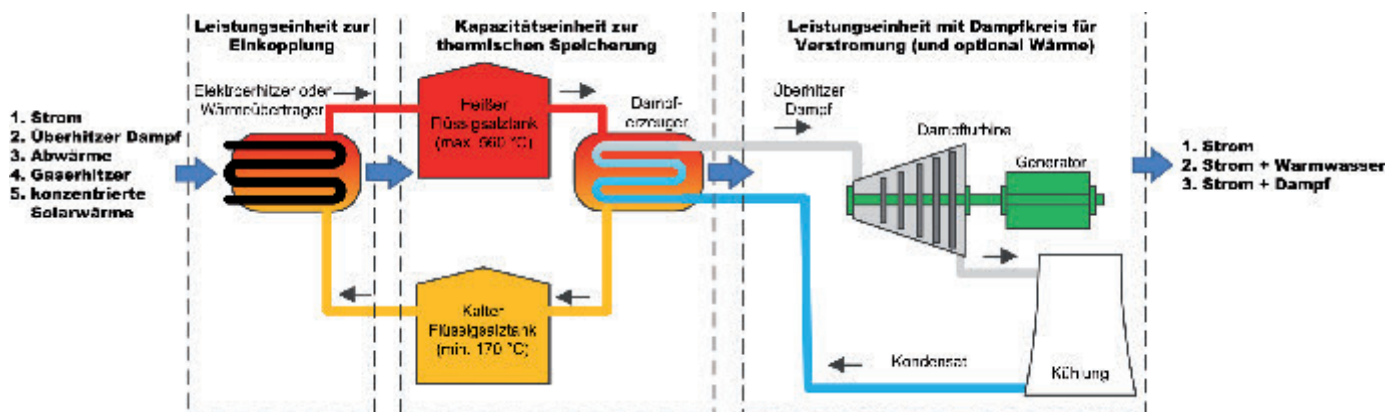 Leistungseinheit zur
Einkopplung
Kapazitätseinheit zur
thermischen Speicherung
Leistungseinheit mit Dampfkreis für
Verstromung (und optional Wärme)
1. Strom
2. Überhitzer Dampf
3. Abwärme
4. Gaserhitzer
5. konzentrierte
Solarwärme
Elektroerhitzer oder
Wärmeübertrager
Heißer
Flüssigsalztank
(max. 560 °C)
Dampf-
erzeuger
Kalter
Flüssigsalztank
(min. 170 °C)
Überhitzer
Dampf
Dampfturbine
Generator
Kondensat
Kühlung
1. Strom
2. Strom + Warmwasser
3. Strom + Dampf